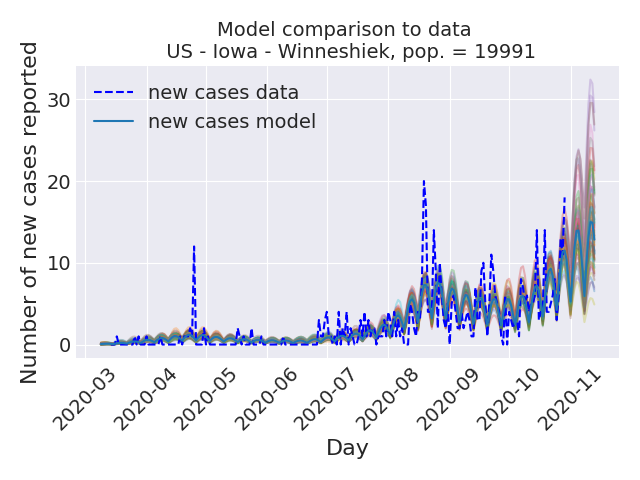 Model comparison to data
US - Iowa - Winneshiek, pop. = 19991
Number of new cases reported
30
20
10
0
new cases data
new cases model
2020-03
2020-04
2020-05
2020-06
2020-07
2020-08
2020-09
2020-10
2020-11
Day